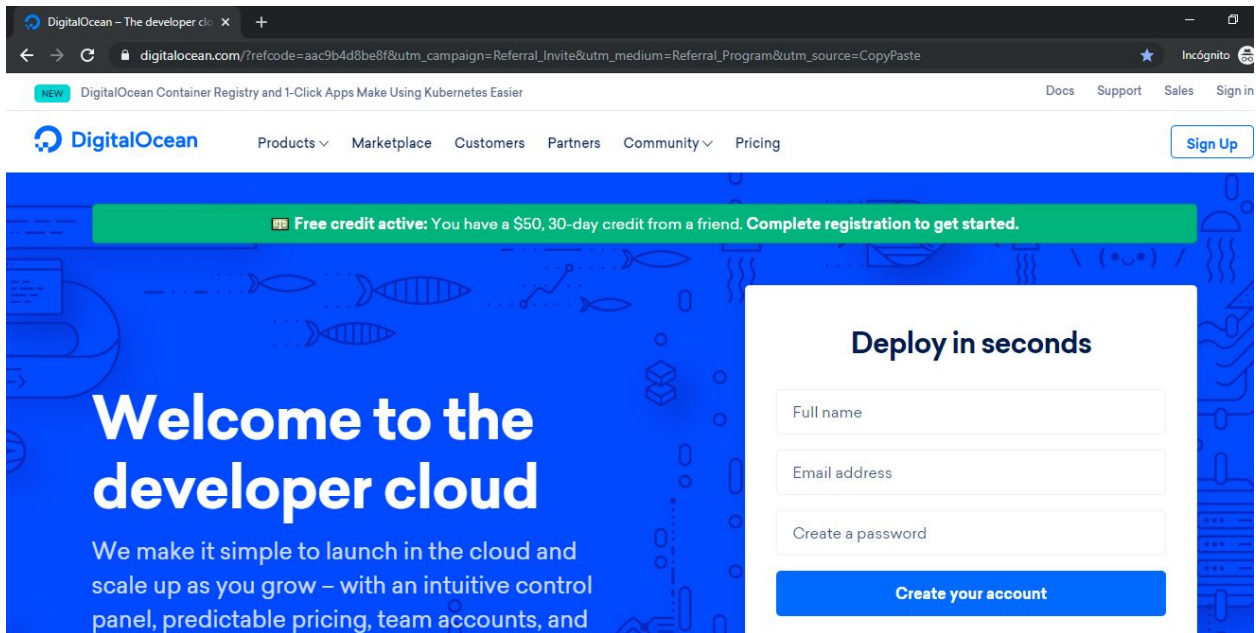 DigitalOcean – The developer clo
digitalocean.com/?refcode=aac9b4d8be8f&utm_campaign=Referral_Invite&utm_medium=Referral_Program&utm_source=CopyPaste
Incógnito
NEW DigitalOcean Container Registry and 1-Click Apps Make Using Kubernetes Easier
Docs Support Sales Sign in
DigitalOcean Products Marketplace Customers Partners Community Pricing Sign Up
Free credit active: You have a $50, 30-day credit from a friend. Complete registration to get started.
Welcome to the
developer cloud
We make it simple to launch in the cloud and
scale up as you grow – with an intuitive control
panel, predictable pricing, team accounts, and
Deploy in seconds
Full name
Email address
Create a password
Create your account